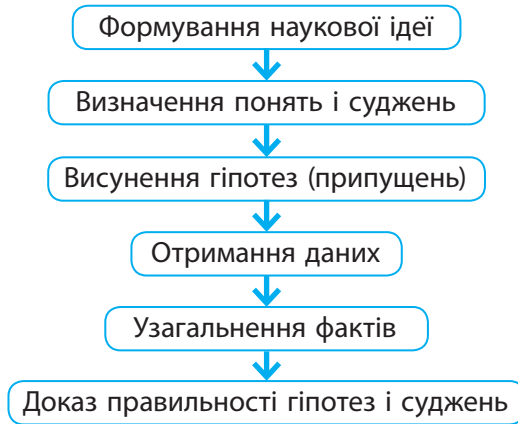 Формування наукової ідеї
Визначення понять і суджень
Висунення гіпотез (припущень)
Отримання даних
Узагальнення фактів
Доказ правильності гіпотез і суджень